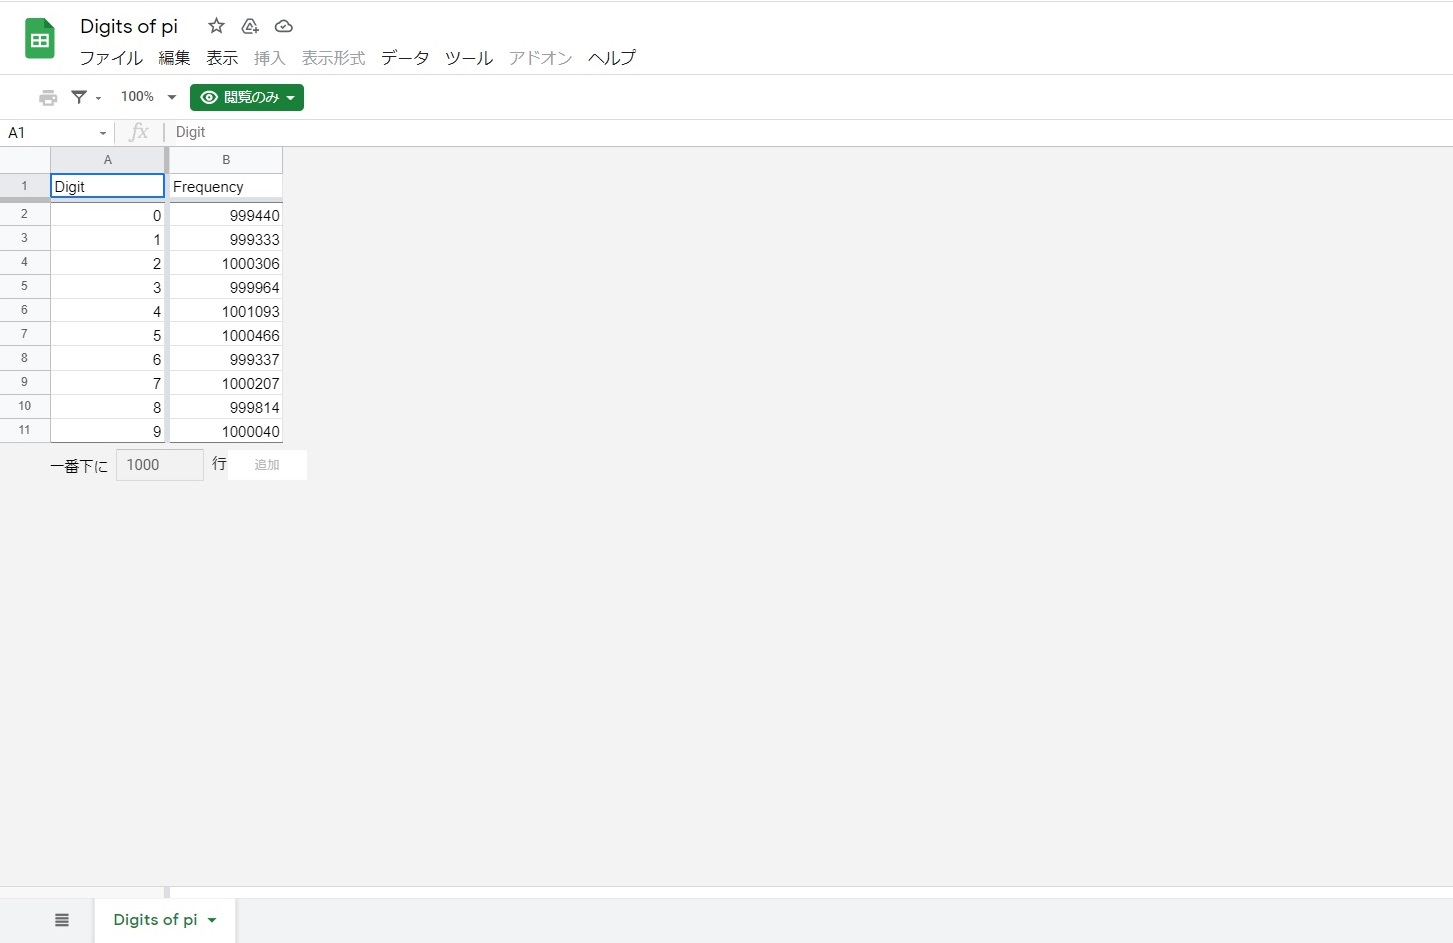 Digits of pi
ファイル 編集 表示 挿入 表示形式 データ ツール アドオン ヘルプ
100% 閲覧のみ
A1 fx Digit
A B
1 Digit Frequency
2 0 999440
3 1 999333
4 2 1000306
5 3 999964
6 4 1001093
7 5 1000466
8 6 999337
9 7 1000207
10 8 999814
11 9 1000040
一番下に 1000 行 追加
Digits of pi